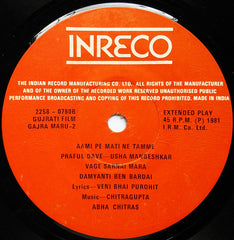 INRECO
THE INDIAN RECORD MANUFACTURING CO. LTD. ALL RIGHTS OF THE MANUFACTURER
AND OF THE OWNER OF THE RECORDED WORK RESERVED UNAUTHORISED PUBLIC
PERFORMANCE BROADCASTING AND COPYING OF THIS RECORD PROHIBITED. MADE IN INDIA
2258 - 0790B
GUJRATI FILM
GAJRA MARU-2
EXTENDED PLAY
45 R.P.M. (P) 1981
I R M. Co. Ltd.
AAMI PE MATI NE TAMME
PRAFUL DAVE—USHA MANGESHKAR
VAGE SARNAI MARA
DAMYANTI BEN BARDAI
Lyrics— VENI BHAI PUROHIT
Music— CHITRAGUPTA
ABHA CHITRAS